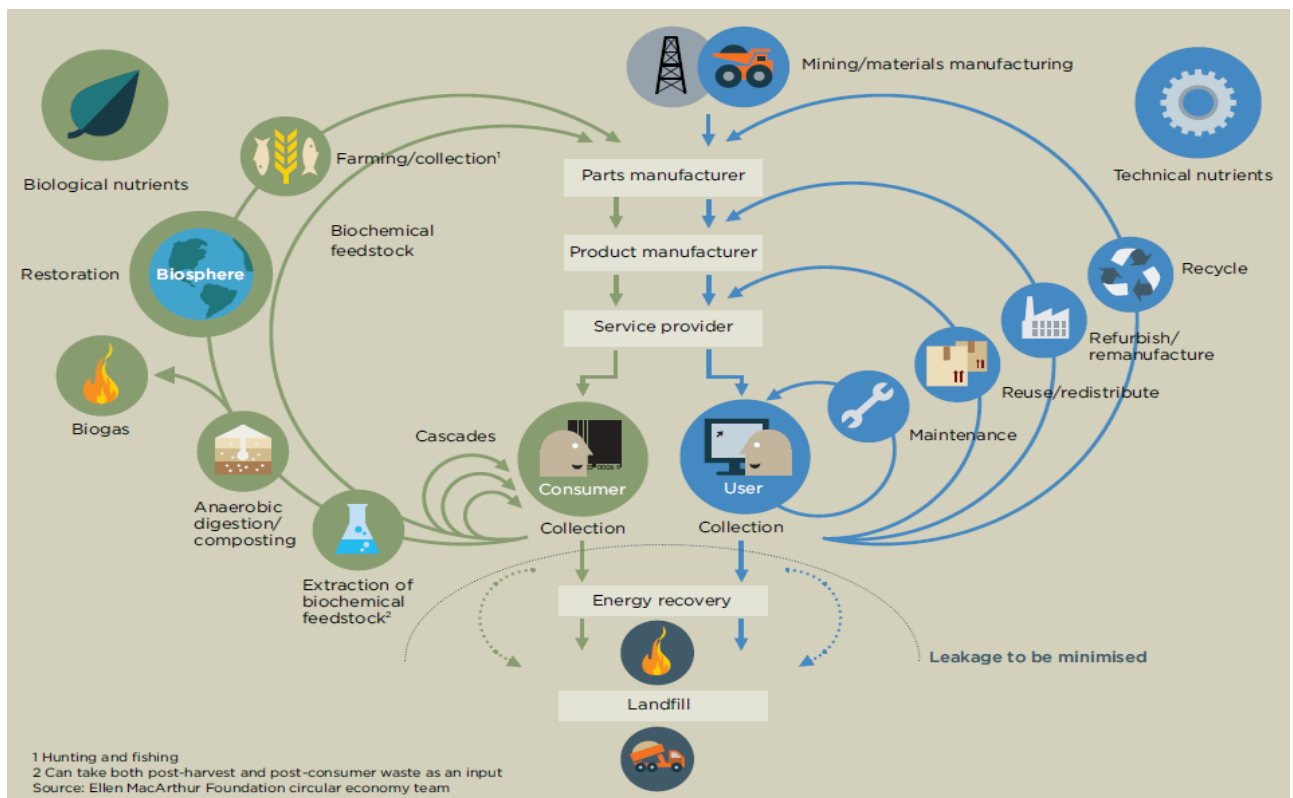 Mining/materials manufacturing
Biological nutrients
Farming/collection¹
Technical nutrients
Parts manufacturer
Biochemical
feedstock
Product manufacturer
Restoration
Biosphere
Recycle
Service provider
Refurbish/
remanufacture
Reuse/redistribute
Biogas
Cascades
Maintenance
Consumer
User
Anaerobic
digestion/
composting
Collection
Collection
Extraction of
biochemical
feedstock²
Energy recovery
Leakage to be minimised
Landfill
1 Hunting and fishing
2 Can take both post-harvest and post-consumer waste as an input
Source: Ellen MacArthur Foundation circular economy team